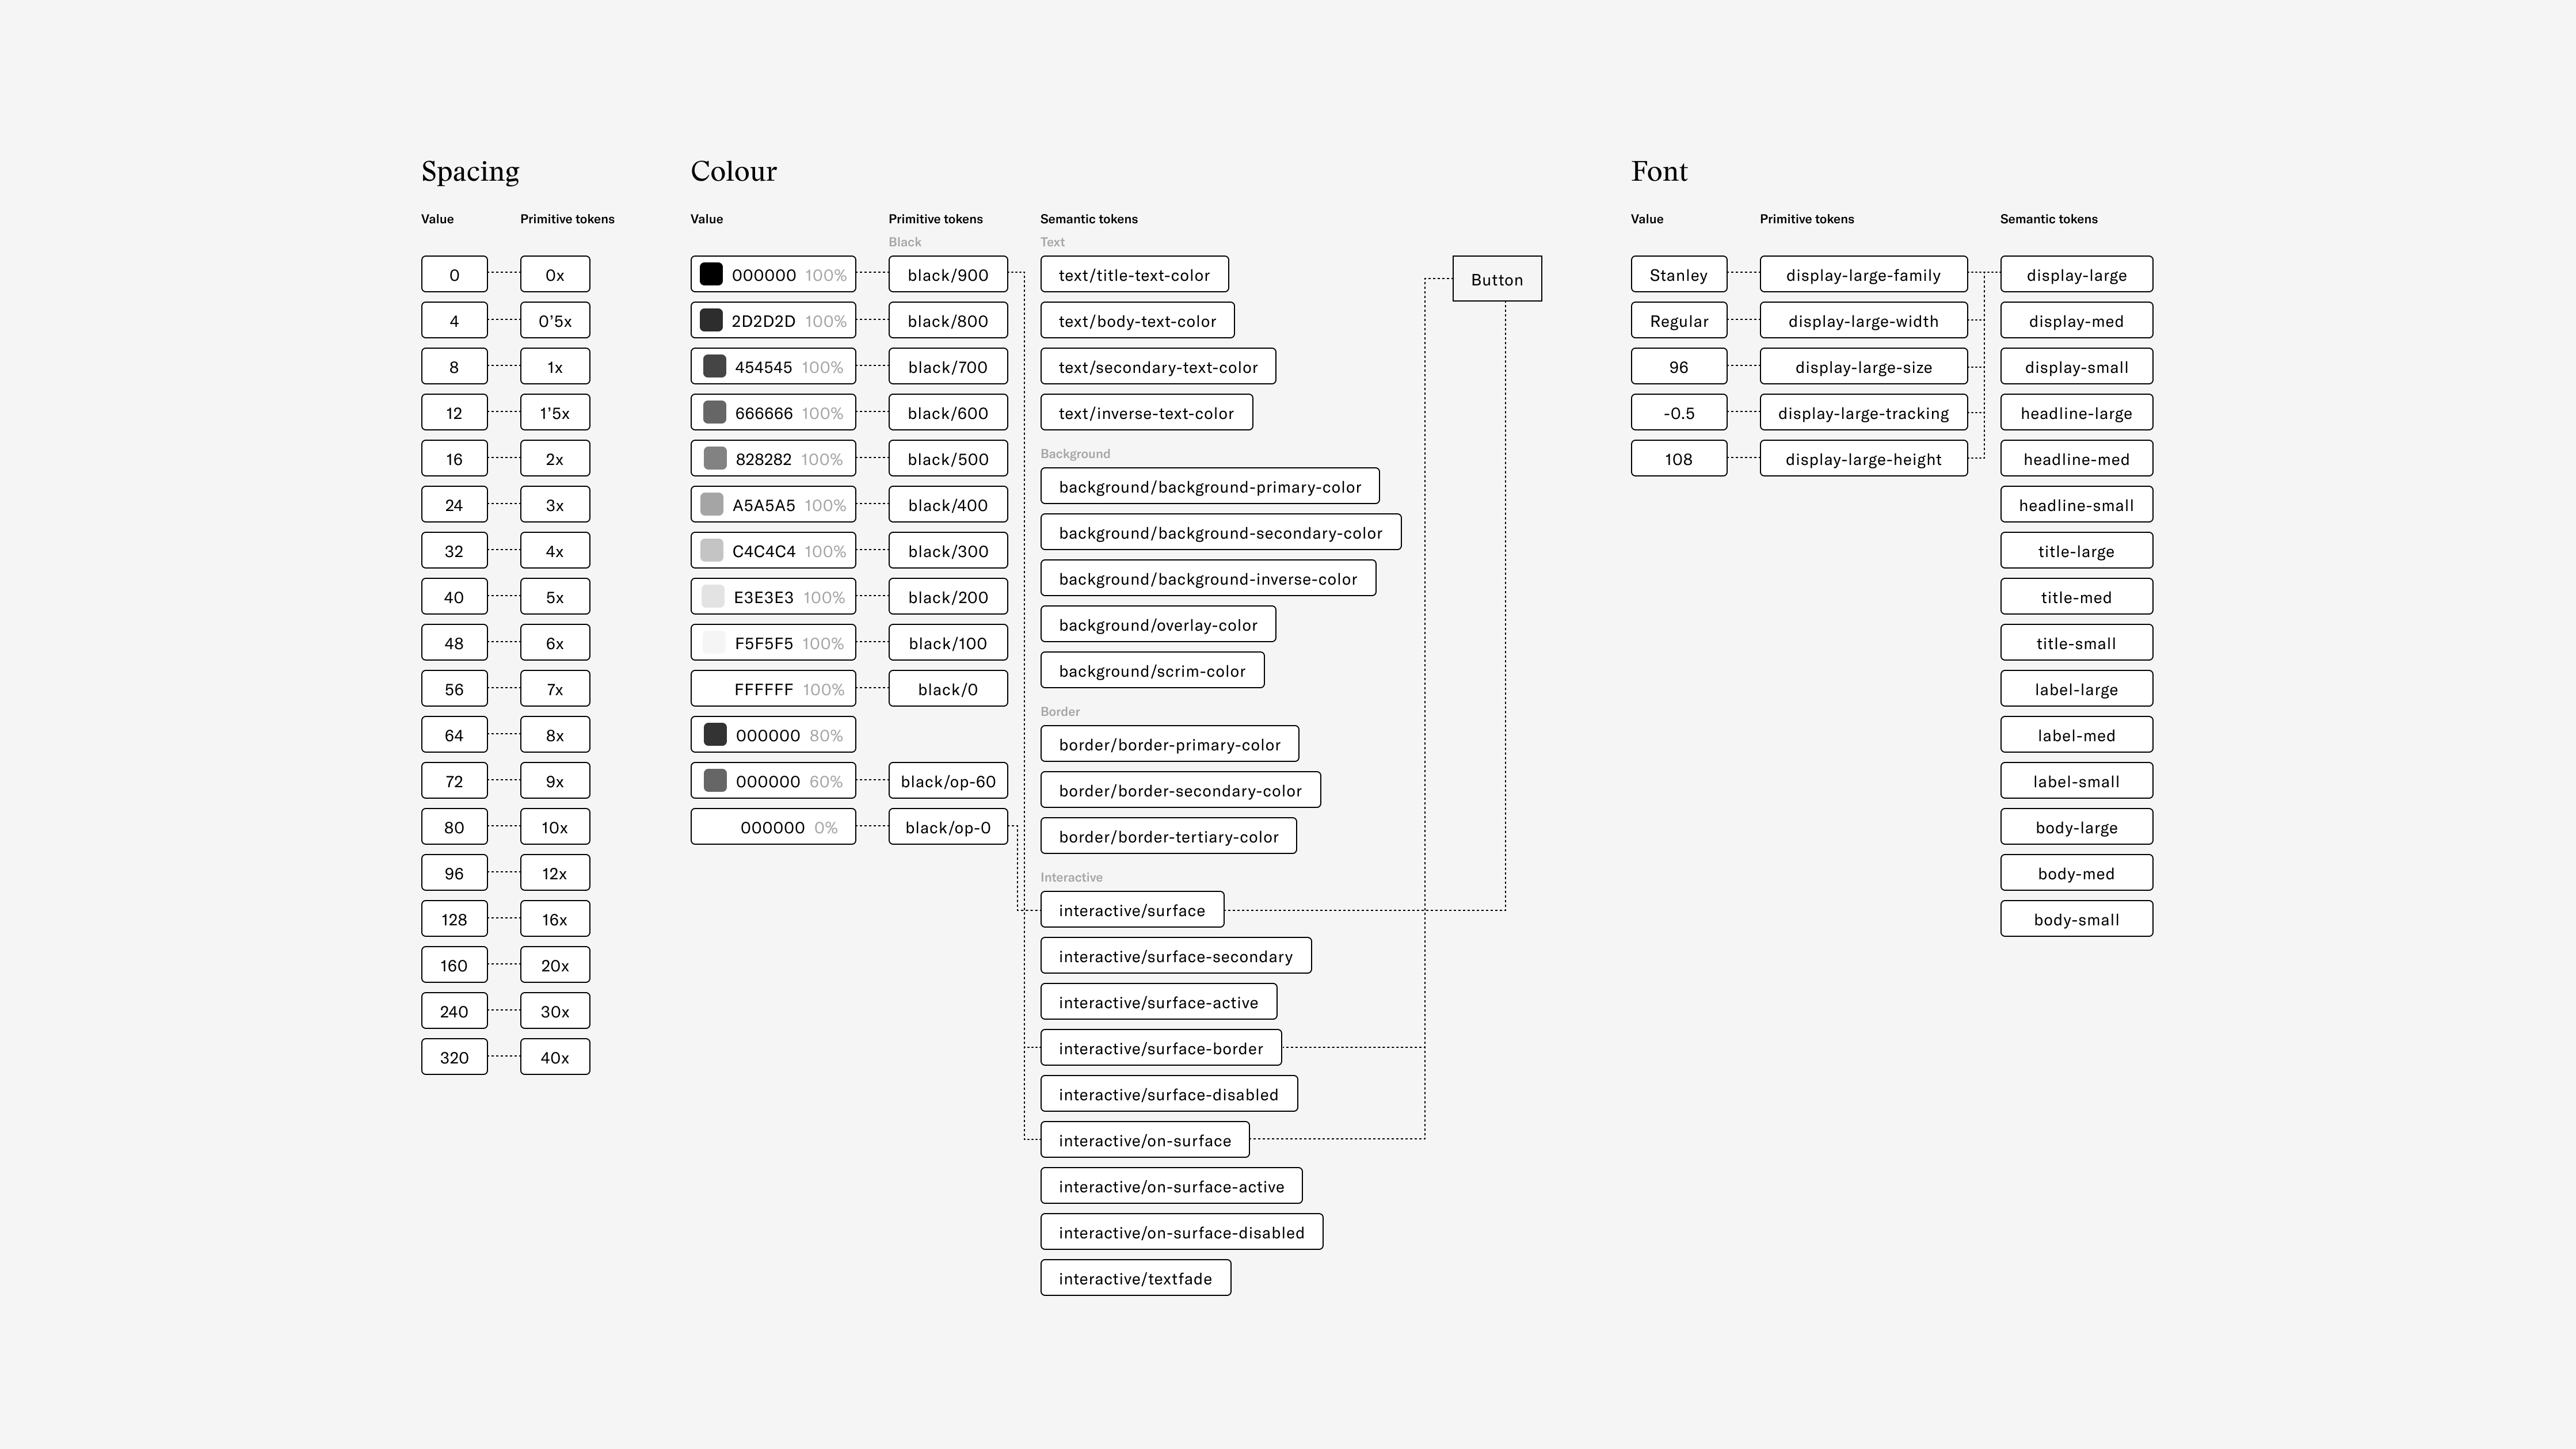 Spacing
Value Primitive tokens
0 0x
4 0’5x
8 1x
12 1’5x
16 2x
24 3x
32 4x
40 5x
48 6x
56 7x
64 8x
72 9x
80 10x
96 12x
128 16x
160 20x
240 30x
320 40x
Colour
Value Primitive tokens
Black
000000 100% black/900
2D2D2D 100% black/800
454545 100% black/700
666666 100% black/600
828282 100% black/500
A5A5A5 100% black/400
C4C4C4 100% black/300
E3E3E3 100% black/200
F5F5F5 100% black/100
FFFFFF 100% black/0
000000 80%
000000 60% black/op-60
000000 0% black/op-0
Semantic tokens
Text
text/title-text-color
text/body-text-color
text/secondary-text-color
text/inverse-text-color
Background
background/background-primary-color
background/background-secondary-color
background/background-inverse-color
background/overlay-color
background/scrim-color
Border
border/border-primary-color
border/border-secondary-color
border/border-tertiary-color
Interactive
interactive/surface
interactive/surface-secondary
interactive/surface-active
interactive/surface-border
interactive/surface-disabled
interactive/on-surface
interactive/on-surface-active
interactive/on-surface-disabled
interactive/textfade
Button
Font
Value Primitive tokens
Stanley display-large-family
Regular display-large-width
96 display-large-size
-0.5 display-large-tracking
108 display-large-height
Semantic tokens
display-large
display-med
display-small
headline-large
headline-med
headline-small
title-large
title-med
title-small
label-large
label-med
label-small
body-large
body-med
body-small